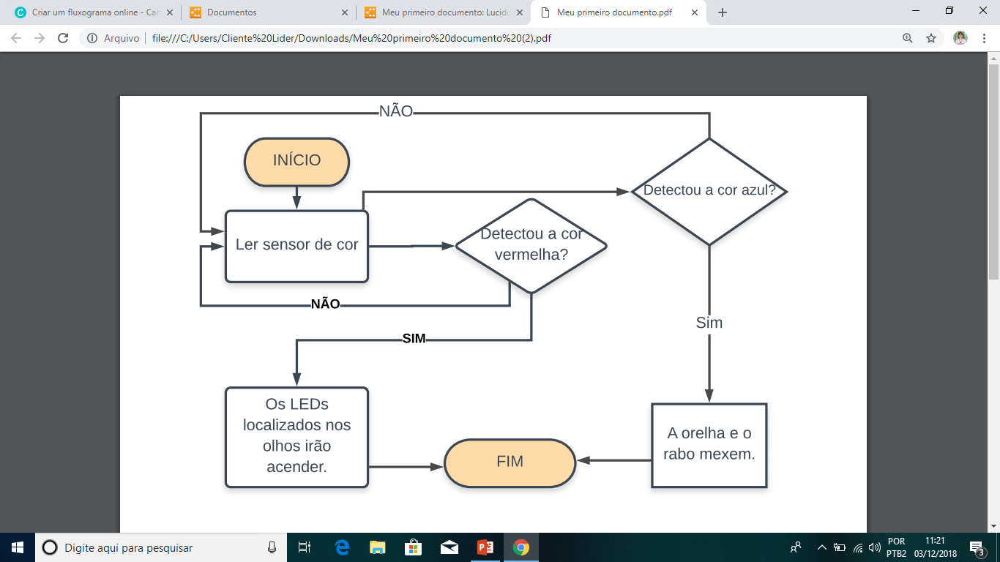 Criar um fluxograma online - Can
Documentos
Meu primeiro documento: Lucidc
Meu primeiro documento.pdf
Arquivo
file:///C:/Users/Cliente%20Lider/Downloads/Meu%20primeiro%20documento%20(2).pdf
NÃO
INÍCIO
Detectou a cor azul?
Ler sensor de cor
Detectou a cor
vermelha?
NÃO
SIM
Sim
Os LEDs
localizados nos
olhos irão
acender.
A orelha e o
rabo mexem.
FIM
Digite aqui para pesquisar
POR
PTB2
11:21
03/12/2018
3